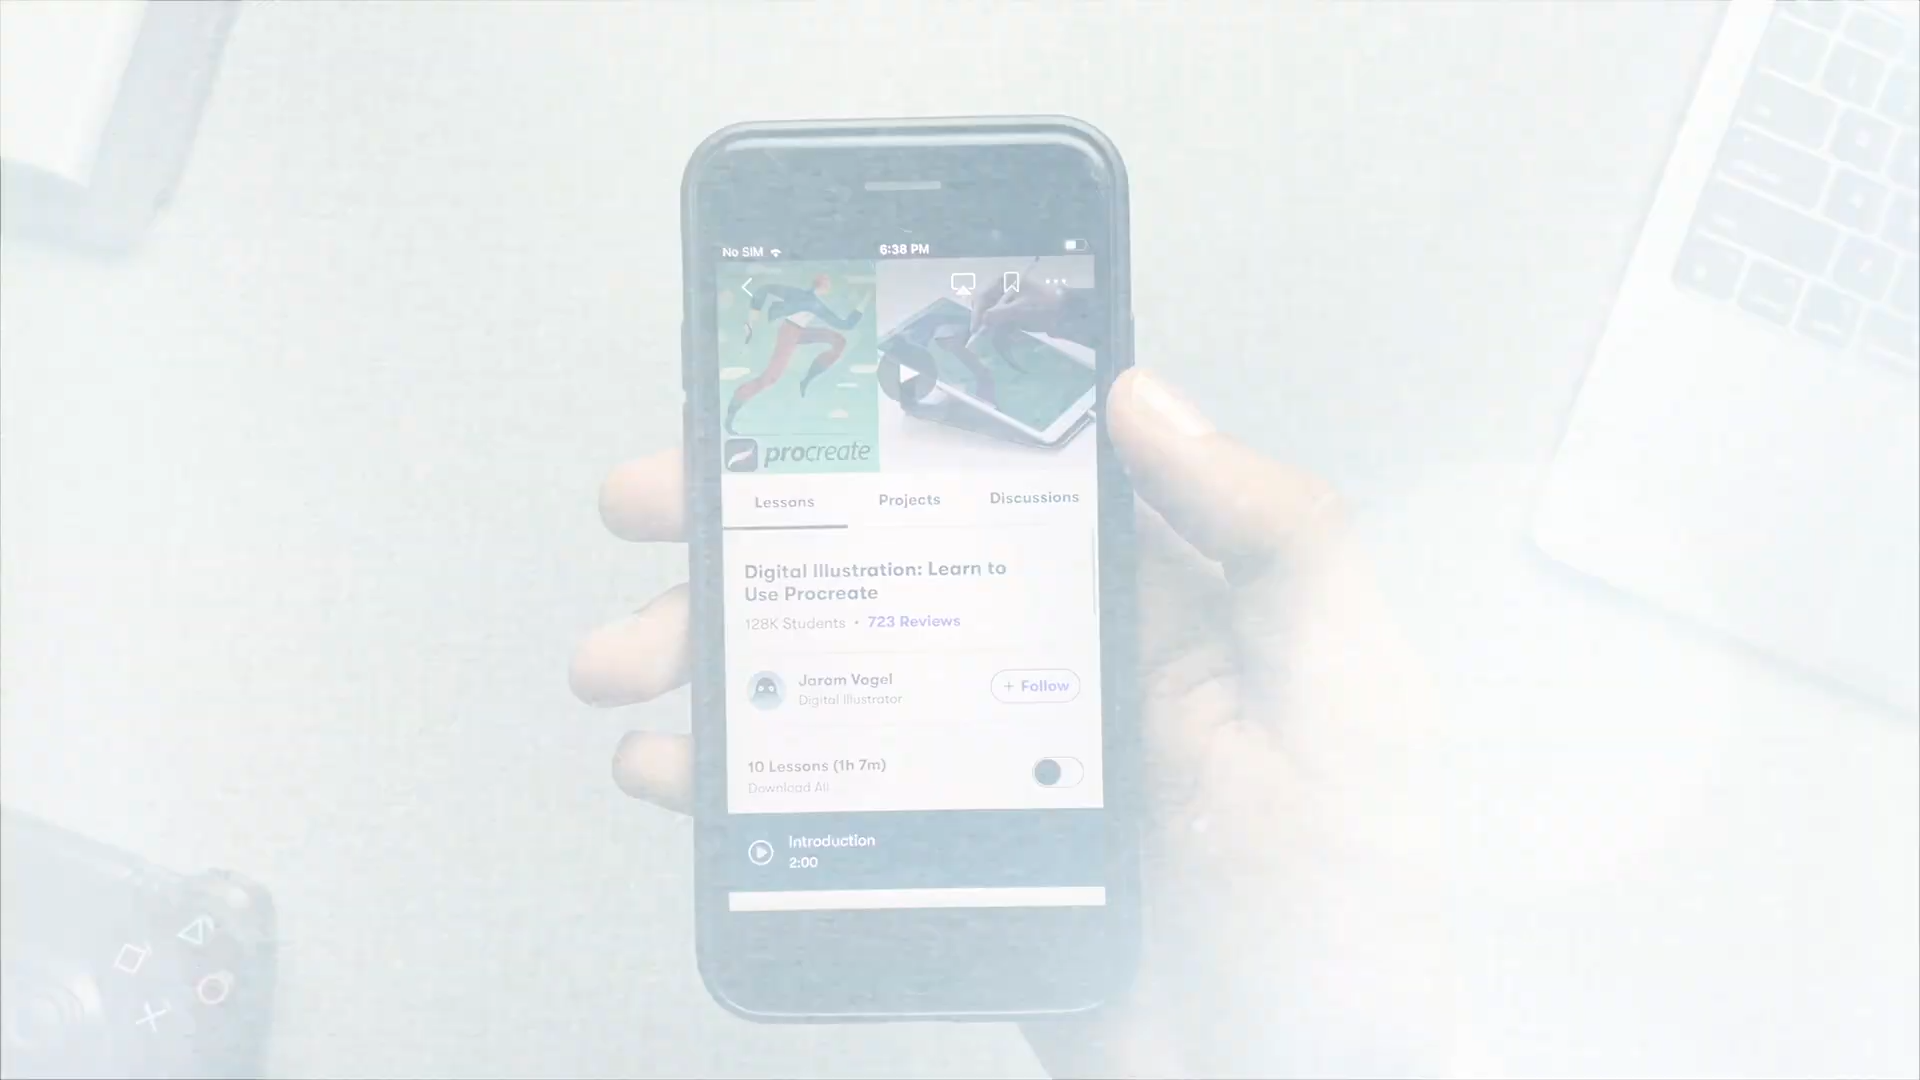 No SIM
6:38 PM
procreate
Lessons
Projects
Discussions
Digital Illustration: Learn to
Use Procreate
128K Students • 723 Reviews
Jarom Vogel
+ Follow
Digital Illustrator
10 Lessons (1h 7m)
Download All
Introduction
2:00